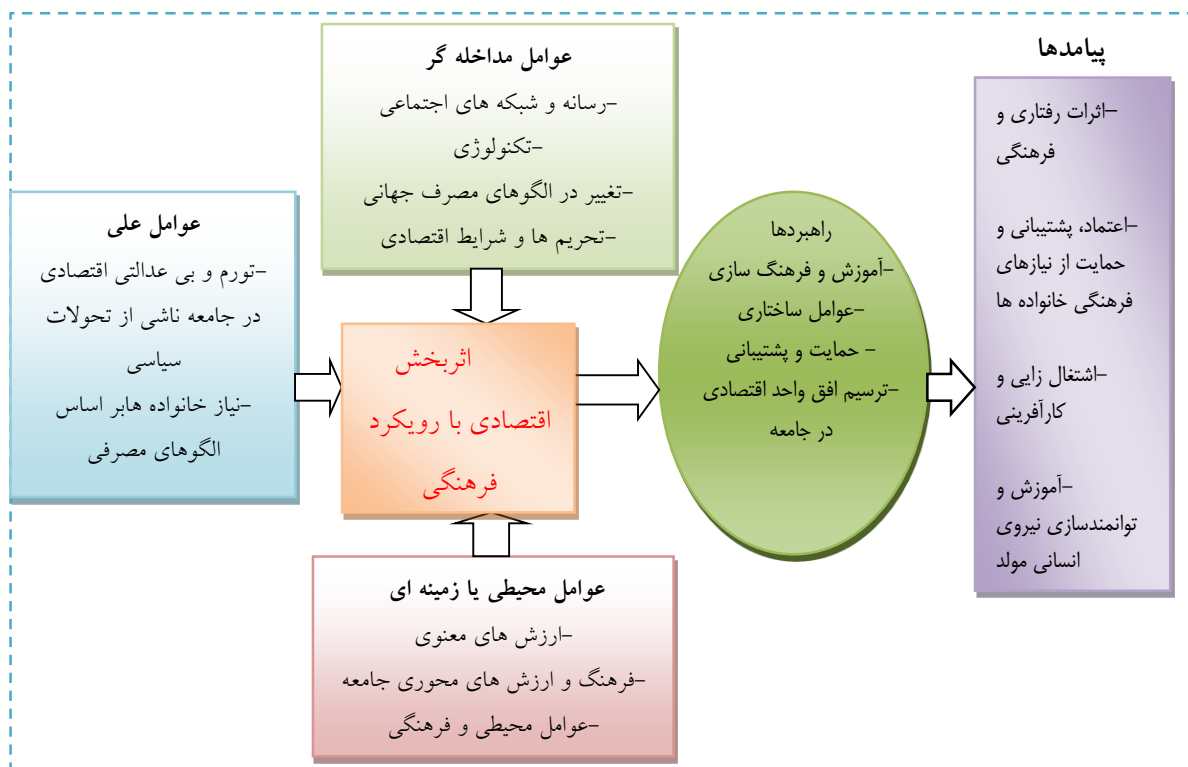 عوامل مداخله گر
-رسانه و شبکه های اجتماعی
-تکنولوژی
-تغییر در الگوهای مصرف جهانی
-تحریم ها و شرایط اقتصادی
پیامدها
-اثرات رفتاری و
فرهنگی
-اعتماد، پشتیبانی و
حمایت از نیازهای
فرهنگی خانواده ها
-اشتغال زایی و
کارآفرینی
-آموزش و
توانمندسازی نیروی
انسانی مولد
راهبردها
-آموزش و فرهنگ سازی
-عوامل ساختاری
- حمایت و پشتیبانی
-ترسیم افق واحد اقتصادی
در جامعه
اثربخش
اقتصادی با رویکرد
فرهنگی
عوامل علی
-تورم و بی عدالتی اقتصادی
در جامعه ناشی از تحولات
سیاسی
-نیاز خانواده هابر اساس
الگوهای مصرفی
عوامل محیطی یا زمینه ای
-ارزش های معنوی
-فرهنگ و ارزش های محوری جامعه
-عوامل محیطی و فرهنگی